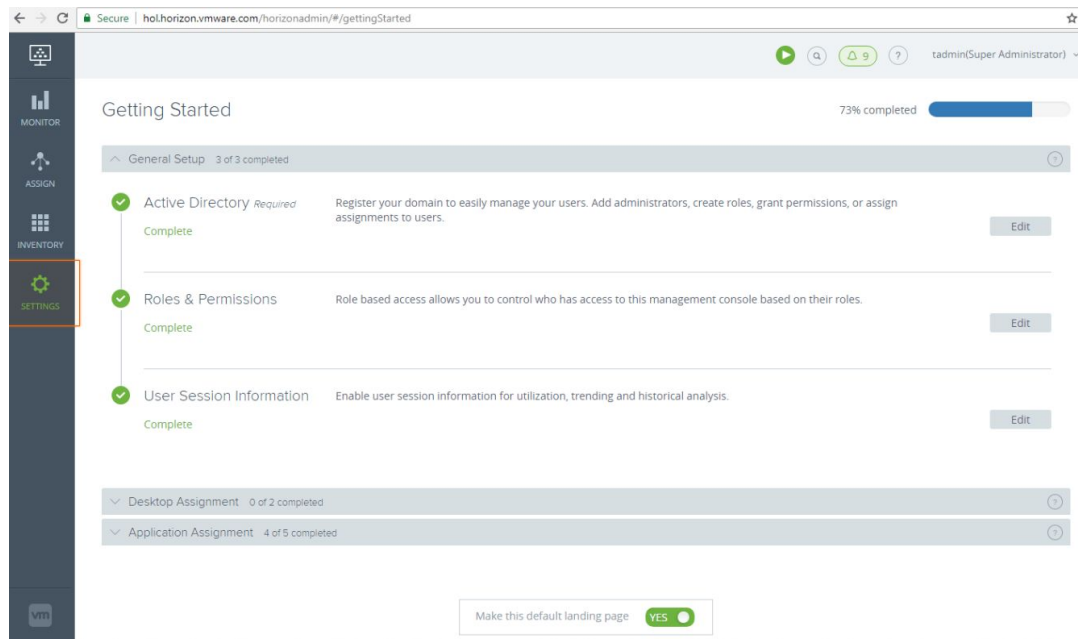 Secure | hol.horizon.vmware.com/horizonadmin/#/gettingStarted
9 ? tadmin(Super Administrator)
MONITOR
ASSIGN
INVENTORY
SETTINGS
Getting Started
73% completed
General Setup 3 of 3 completed ?
Active Directory Required
Complete
Register your domain to easily manage your users. Add administrators, create roles, grant permissions, or assign
assignments to users.
Edit
Roles & Permissions
Complete
Role based access allows you to control who has access to this management console based on their roles.
Edit
User Session Information
Complete
Enable user session information for utilization, trending and historical analysis.
Edit
Desktop Assignment 0 of 2 completed ?
Application Assignment 4 of 5 completed ?
Make this default landing page YES
vm